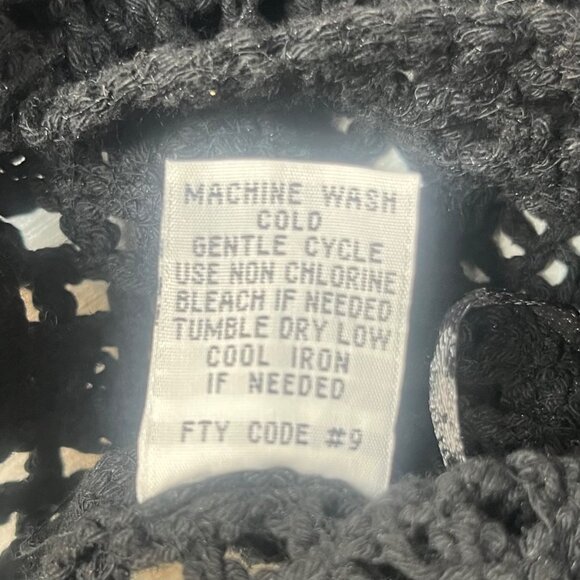 MACHINE WASH
COLD
GENTLE CYCLE
USE NON CHLORINE
BLEACH IF NEEDED
TUMBLE DRY LOW
COOL IRON
IF NEEDED
FTY CODE #9